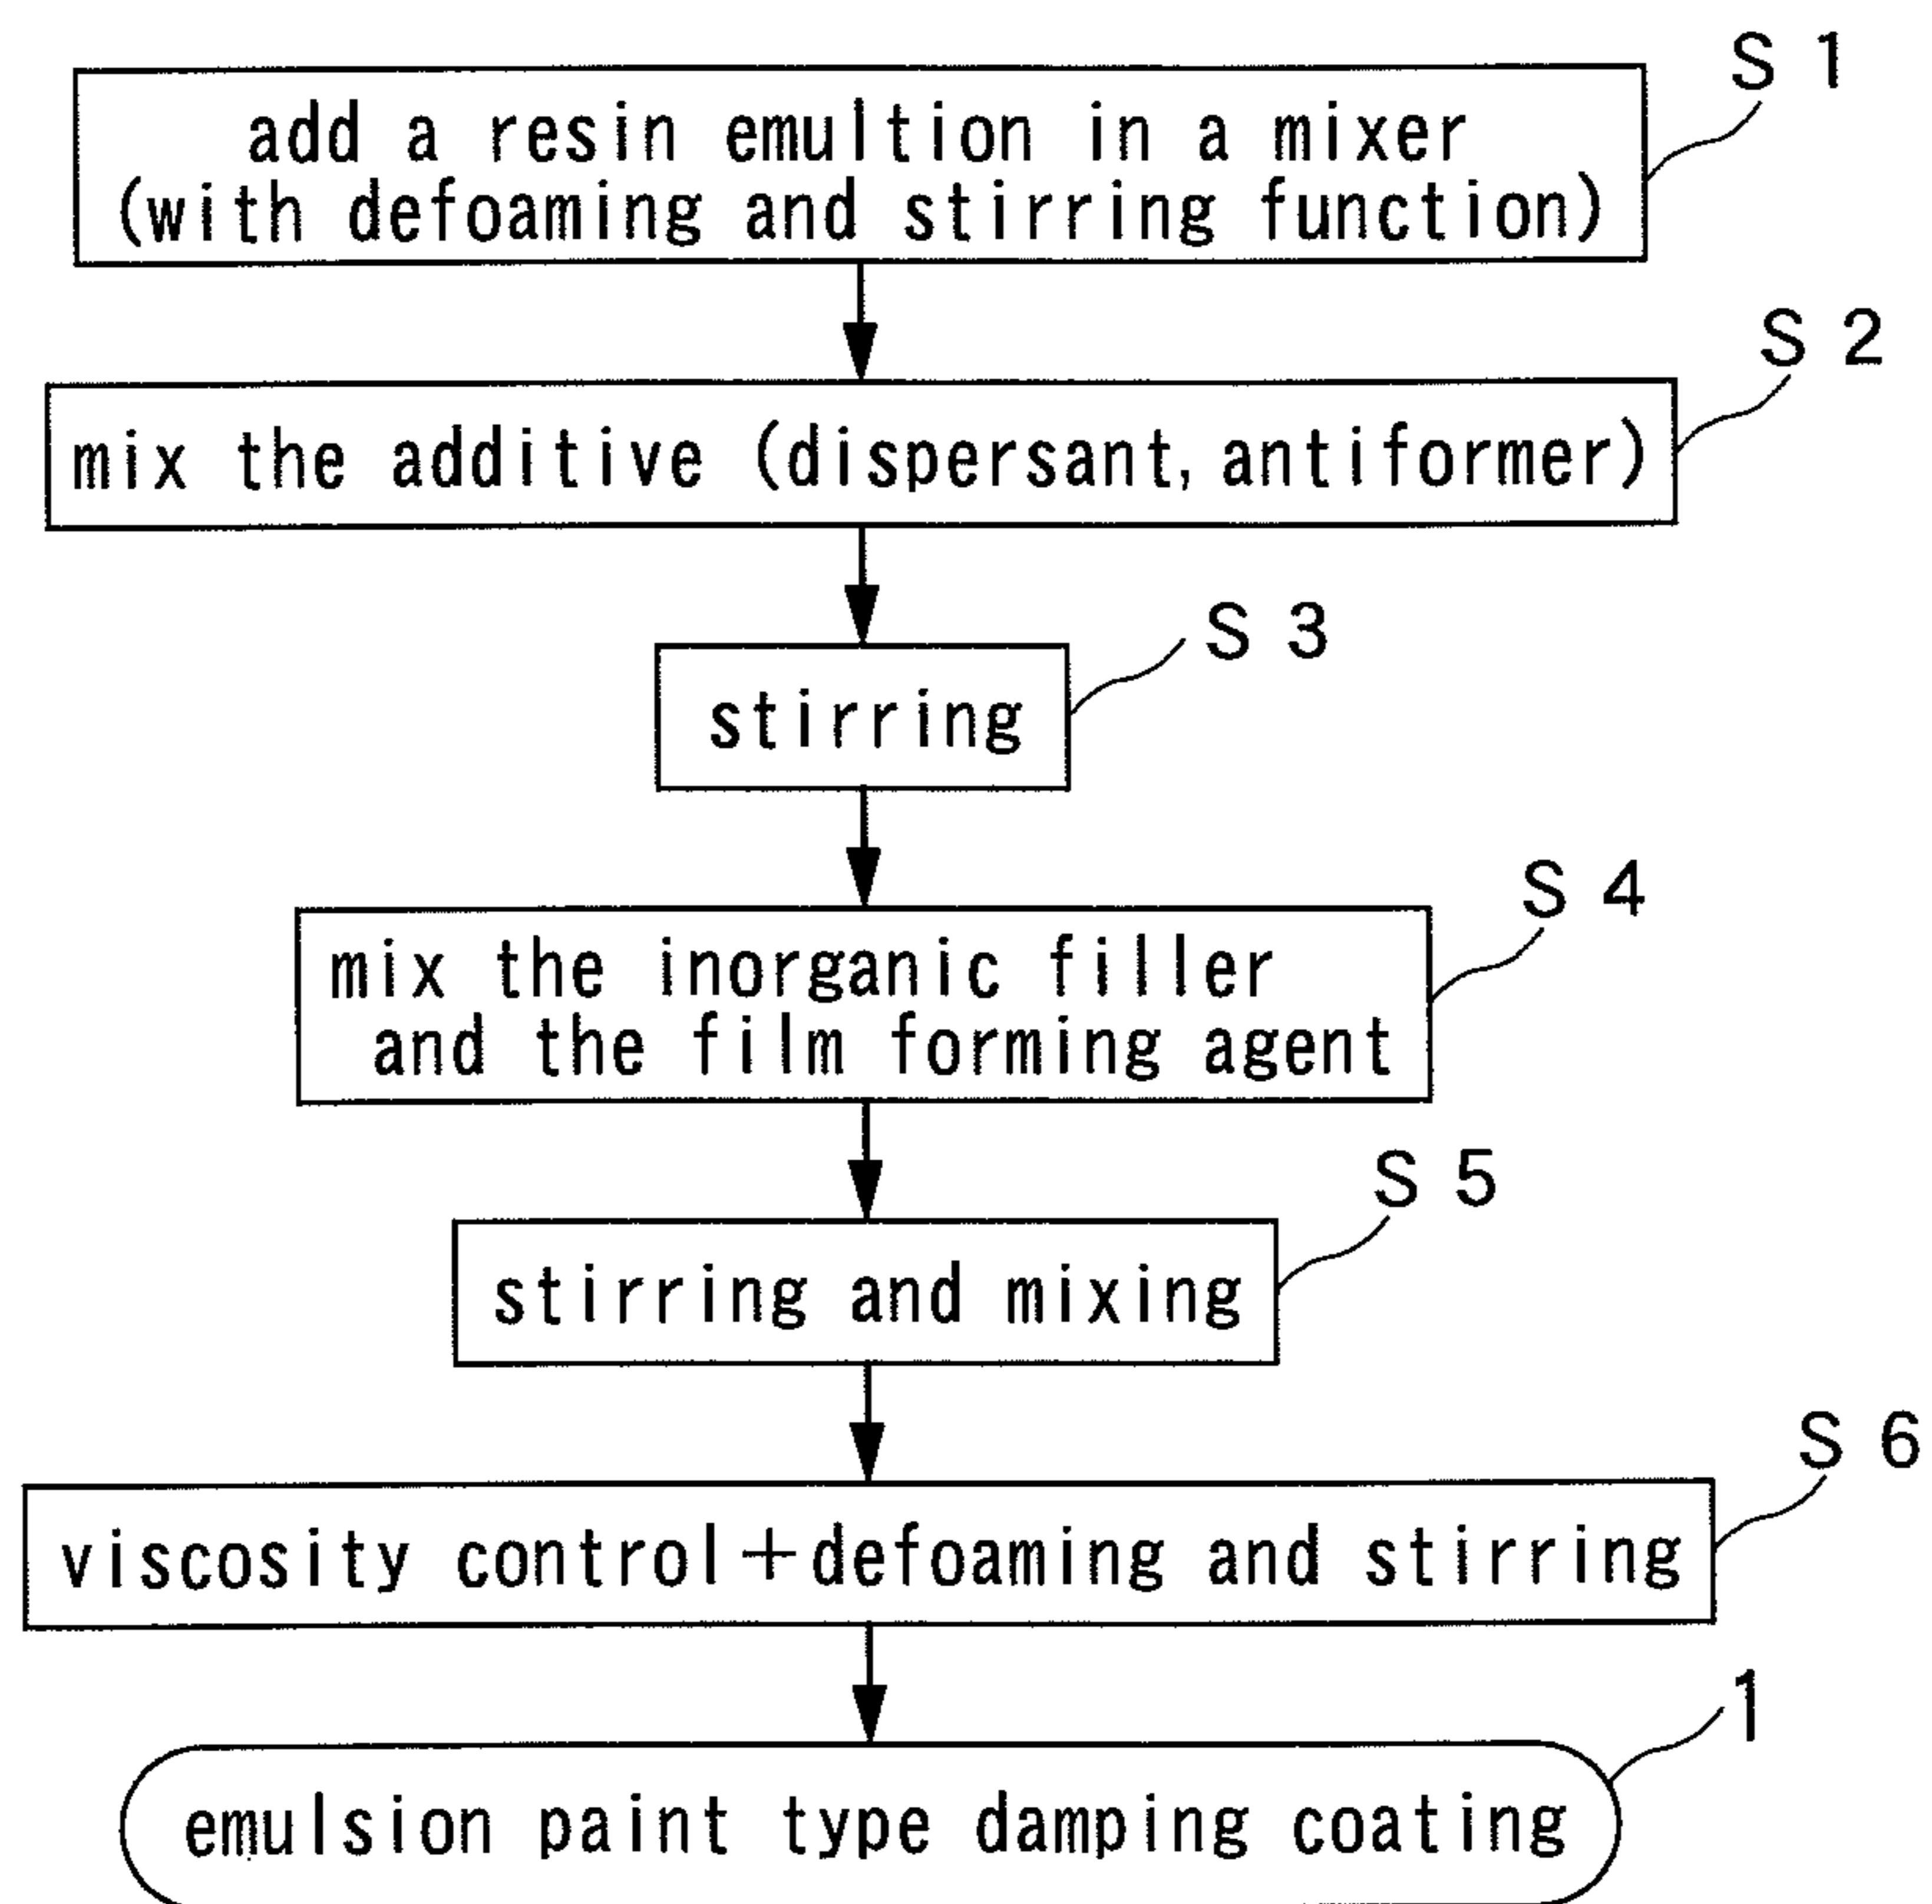 S 1
add a resin emultion in a mixer
(with defoaming and stirring function)
S 2
mix the additive (dispersant, antiformer)
S 3
stirring
S 4
mix the inorganic filler
and the film forming agent
S 5
stirring and mixing
S 6
viscosity control+defoaming and stirring
1
emulsion paint type damping coating